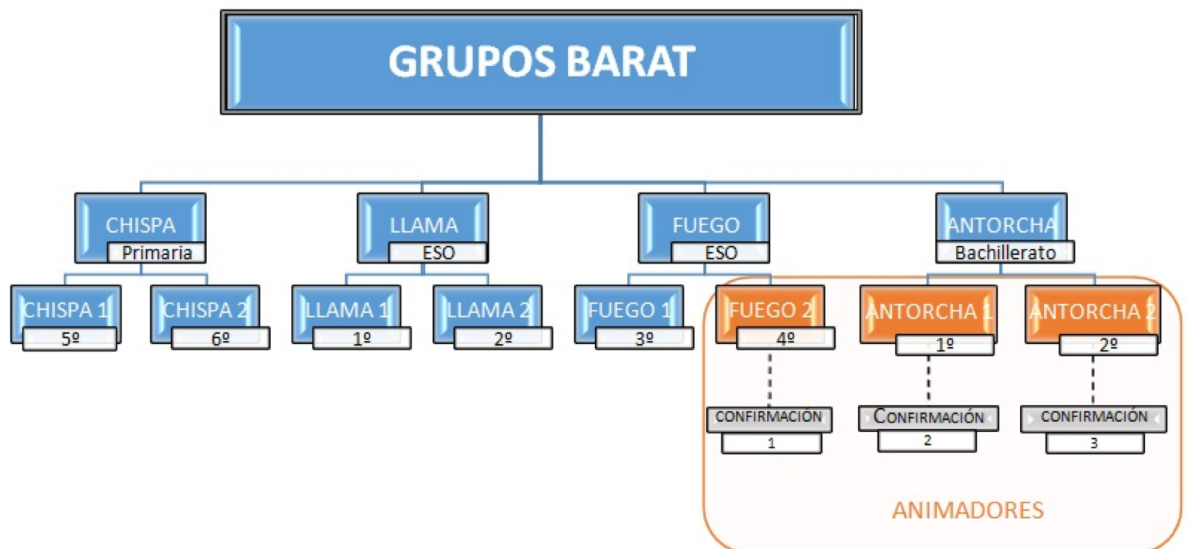 GRUPOS BARAT
CHISPA
Primaria
LLAMA
ESO
FUEGO
ESO
ANTORCHA
Bachillerato
CHISPA 1
5º
CHISPA 2
6º
LLAMA 1
1º
LLAMA 2
2º
FUEGO 1
3º
FUEGO 2
4º
ANTORCHA 1
1º
ANTORCHA 2
2º
CONFIRMACIÓN
1
CONFIRMACIÓN
2
CONFIRMACIÓN
3
ANIMADORES